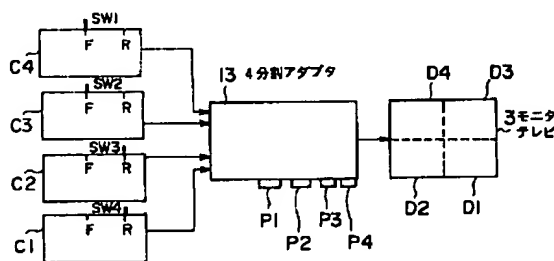 SW1
C4 F R
SW2
C3 F R
SW3
C2 F R
SW4
C1 F R
13 4分割アダプタ
P1 P2 P3 P4
D4 D3
3モニタ
テレビ
D2 D1